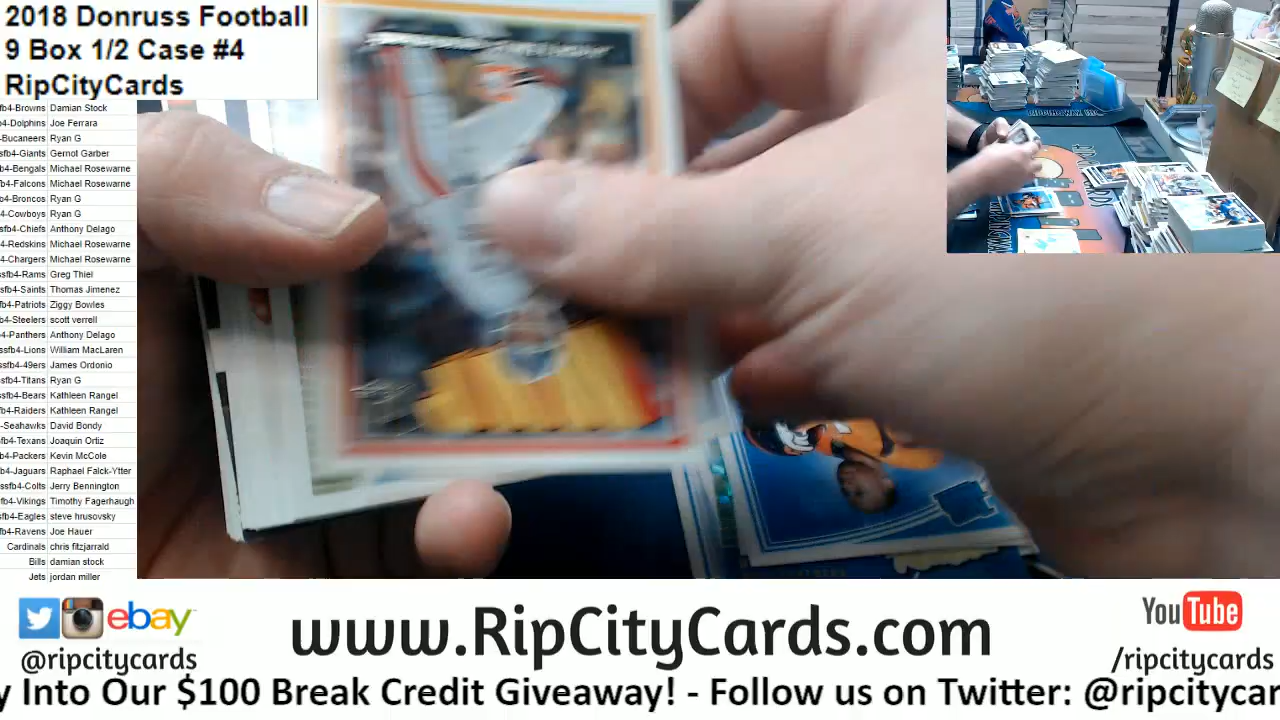 2018 Donruss Football
9 Box 1/2 Case #4
RipCityCards
fb4-Browns Damian Stock
fb4-Dolphins Joe Ferrara
-Bucaneers Ryan G
sfb4-Giants Gernot Garber
fb4-Bengals Michael Rosewarne
fb4-Falcons Michael Rosewarne
fb4-Broncos Ryan G
fb4-Cowboys Ryan G
sfb4-Chiefs Anthony Delago
4-Redskins Michael Rosewarne
4-Chargers Michael Rosewarne
ssfb4-Rams Greg Thiel
sfb4-Saints Thomas Jimenez
fb4-Patriots Ziggy Bowles
fb4-Steelers scott verrell
fb4-Panthers Anthony Delago
ssfb4-Lions William MacLaren
sfb4-49ers James Ordonio
sfb4-Titans Ryan G
ssfb4-Bears Kathleen Rangel
fb4-Raiders Kathleen Rangel
-Seahawks David Bondy
sfb4-Texans Joaquin Ortiz
b4-Packers Kevin McCole
b4-Jaguars Raphael Falck-Ytter
ssfb4-Colts Jerry Bennington
fb4-Vikings Timothy Fagerhaugh
sfb4-Eagles steve hrusovsky
fb4-Ravens Joe Hauer
Cardinals chris fitzjarrald
Bills damian stock
Jets jordan miller
ebay
@ripcitycards
www.RipCityCards.com
YouTube
/ripcitycards
y Into Our $100 Break Credit Giveaway! - Follow us on Twitter: @ripcitycar